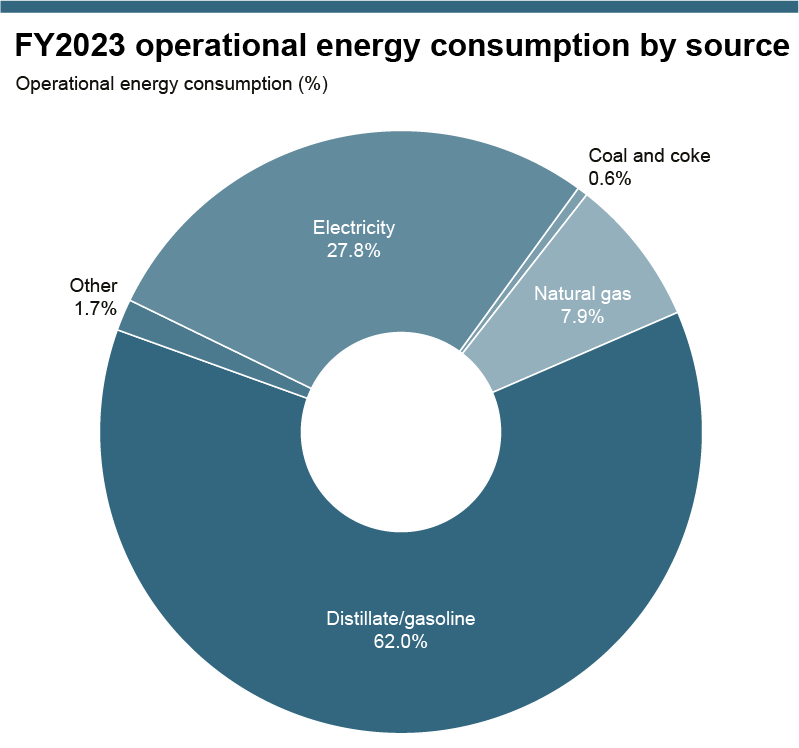 FY2023 operational energy consumption by source
Operational energy consumption (%)
Coal and coke
0.6%
Electricity
27.8%
Other
1.7%
Natural gas
7.9%
Distillate/gasoline
62.0%